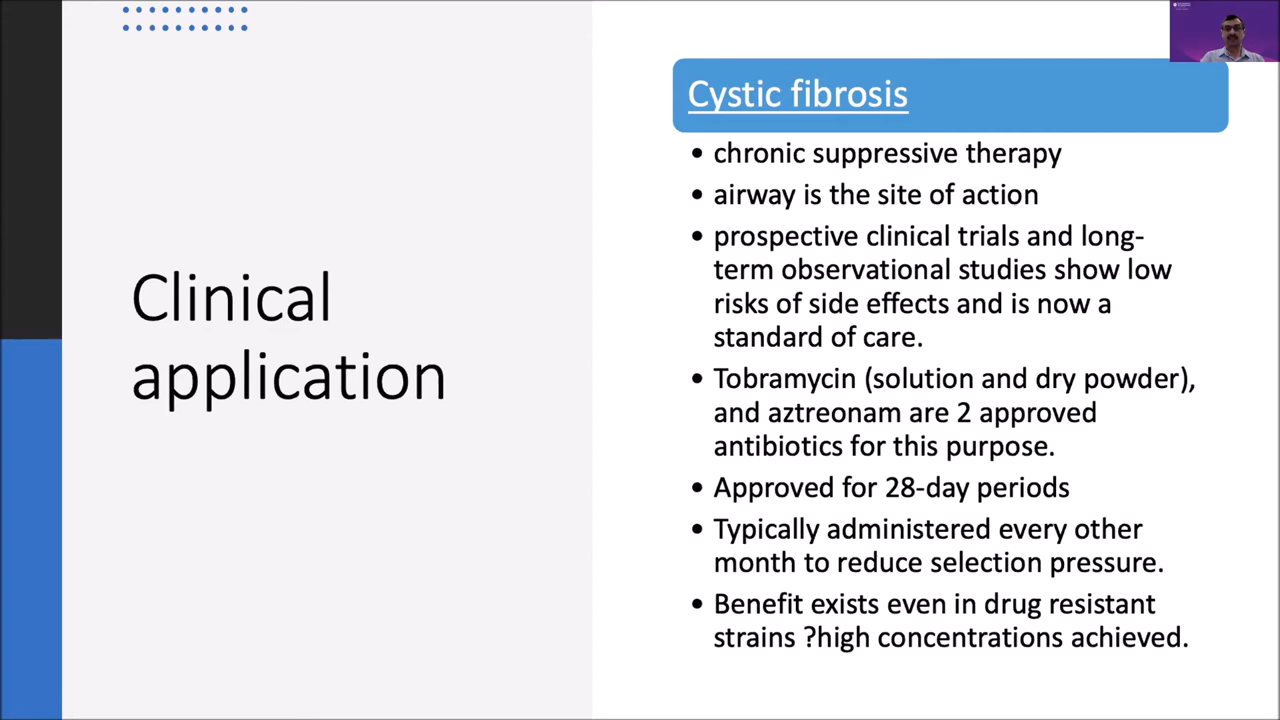 Clinical
application
Cystic fibrosis
• chronic suppressive therapy
• airway is the site of action
• prospective clinical trials and long-
term observational studies show low
risks of side effects and is now a
standard of care.
• Tobramycin (solution and dry powder),
and aztreonam are 2 approved
antibiotics for this purpose.
• Approved for 28-day periods
• Typically administered every other
month to reduce selection pressure.
• Benefit exists even in drug resistant
strains ?high concentrations achieved.